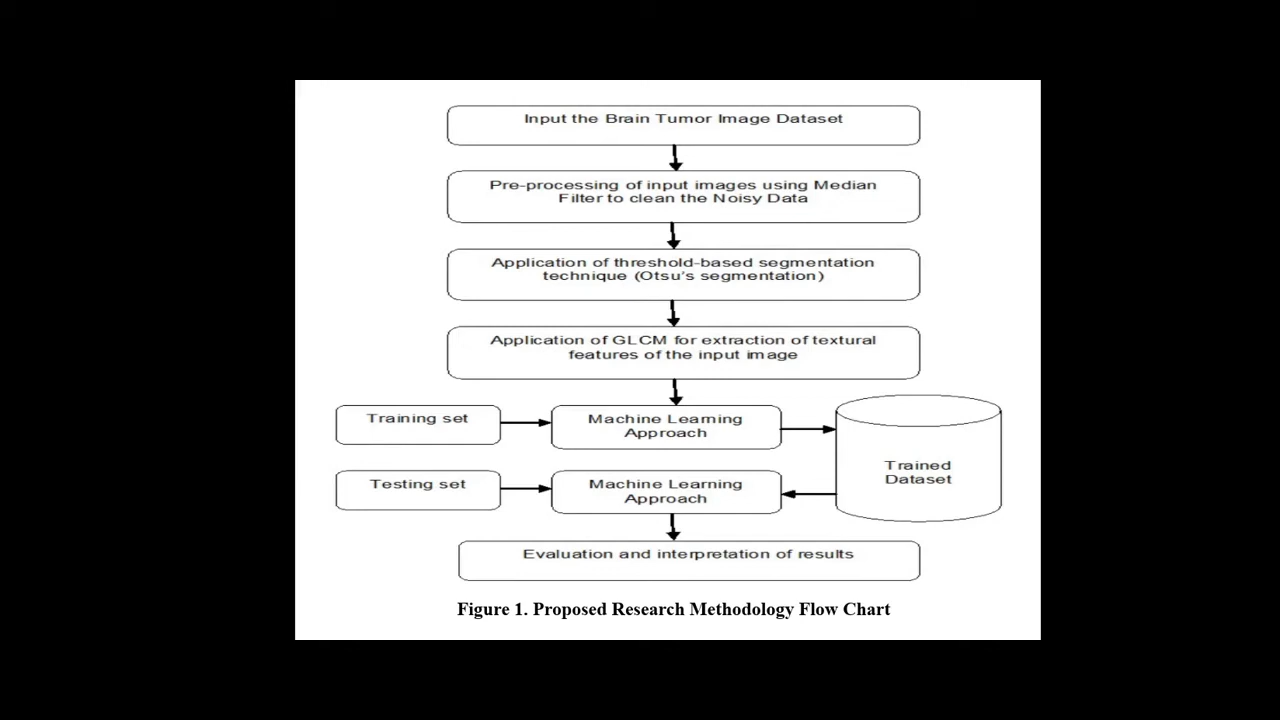 Input the Brain Tumor Image Dataset
Pre-processing of input images using Median
Filter to clean the Noisy Data
Application of threshold-based segmentation
technique (Otsu's segmentation)
Application of GLCM for extraction of textural
features of the input image
Training set
Machine Learning
Approach
Trained
Dataset
Testing set
Machine Learning
Approach
Evaluation and interpretation of results
Figure 1. Proposed Research Methodology Flow Chart